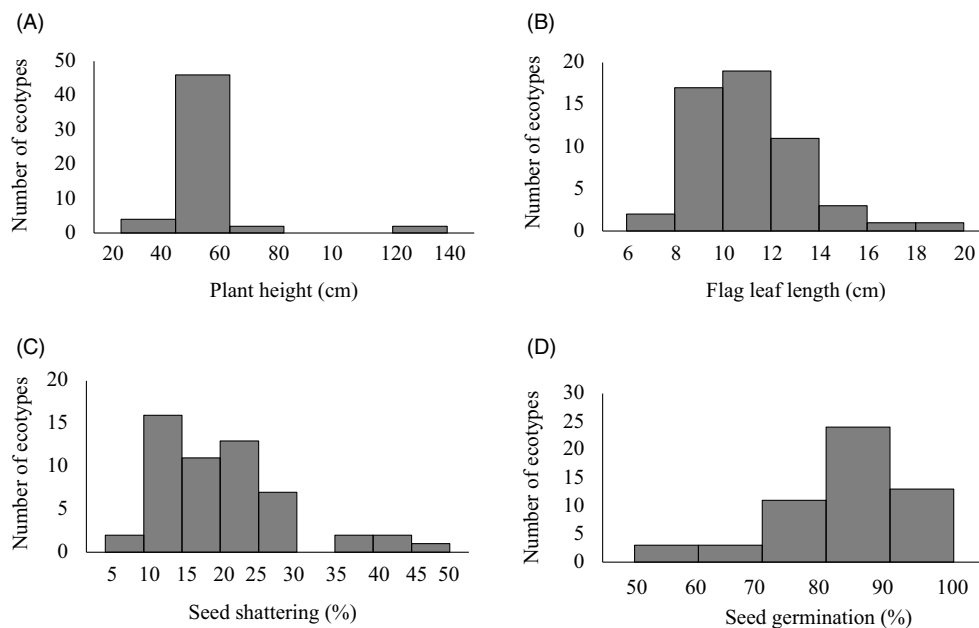 (A)
Number of ecotypes
50
40
30
20
10
0
20 40 60 80 10 120 140
Plant height (cm)
(B)
Number of ecotypes
20
15
10
5
0
6 8 10 12 14 16 18 20
Flag leaf length (cm)
(C)
Number of ecotypes
20
15
10
5
0
5 10 15 20 25 30 35 40 45 50
Seed shattering (%)
(D)
Number of ecotypes
30
25
20
15
10
5
0
50 60 70 80 90 100
Seed germination (%)